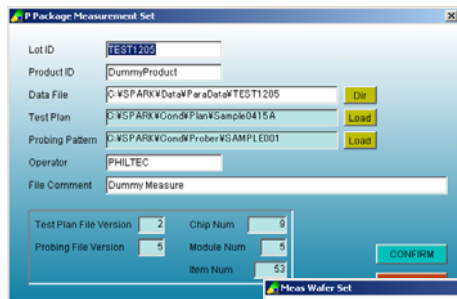 P Package Measurement Set
Lot ID TEST1205
Product ID DummyProduct
Data File C:¥SPARK¥Data¥ParaData¥TEST1205 Dir
Test Plan C:¥SPARK¥Cond¥Plan¥Sample0415A Load
Probing Pattern C:¥SPARK¥Cond¥Prober¥SAMPLE001 Load
Operator PHILTEC
File Comment Dummy Measure
Test Plan File Version 2 Chip Num 9
Probing File Version 5 Module Num 5
CONFIRM
Item Num 53
Meas Wafer Set